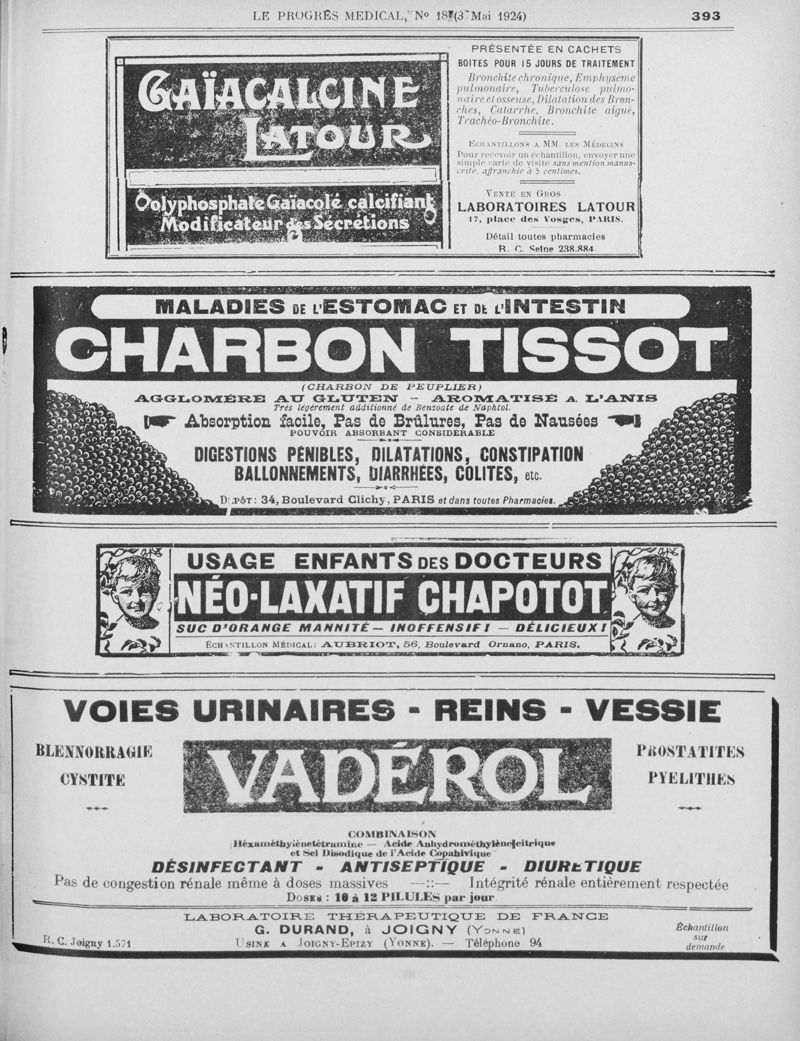 LE PROGRÈS MEDICAL, No 18 (3 Mai 1924) 393
GAÏACALCINE
LATOUR
Polyphosphate Gaïacolé calcifiant
Modificateur des Sécrétions
PRÉSENTÉE EN CACHETS
BOITES POUR 15 JOURS DE TRAITEMENT
Bronchite chronique, Emphysème
pulmonaire, Tuberculose pulmo-
naire et osseuse, Dilatation des Bron-
ches, Catarrhe, Bronchite aiguë,
Trachéo-Bronchite.
ECHANTILLONS A MM. LES MÉDECINS
Pour recevoir un échantillon, envoyer une
simple carte de visite sans mention manus-
crite, affranchie à 5 centimes.
VENTE EN GROS
LABORATOIRES LATOUR
17, place des Vosges, PARIS.
Détail toutes pharmacies
R. C. Seine 238.884
MALADIES DE L'ESTOMAC ET DE L'INTESTIN
CHARBON TISSOT
(CHARBON DE PEUPLIER)
AGGLOMÉRÉ AU GLUTEN - AROMATISÉ A L'ANIS
Très légèrement additionné de Benzoate de Naphtol.
Absorption facile, Pas de Brûlures, Pas de Nausées
POUVOIR ABSORBANT CONSIDÉRABLE
DIGESTIONS PÉNIBLES, DILATATIONS, CONSTIPATION
BALLONNEMENTS, DIARRHÉES, COLITES, etc.
DÉPÔT: 34, Boulevard Clichy, PARIS et dans toutes Pharmacies.
USAGE ENFANTS DES DOCTEURS
NÉO-LAXATIF CHAPOTOT
SUC D'ORANGE MANNITÉ — INOFFENSIF! — DÉLICIEUX!
ÉCHANTILLON MÉDICAL: AUBRIOT, 56, Boulevard Ornano, PARIS.
VOIES URINAIRES - REINS - VESSIE
BLENNORRAGIE
CYSTITE
VADÉROL
PROSTATITES
PYELITHES
COMBINAISON
Héxaméthylènetétramine — Acide Anhydrométhylènecitrique
et Sel Disodique de l'Acide Copahivique
DÉSINFECTANT - ANTISEPTIQUE - DIURETIQUE
Pas de congestion rénale même à doses massives —::— Intégrité rénale entièrement respectée
DOSES : 10 à 12 PILULES par jour
LABORATOIRE THÉRAPEUTIQUE DE FRANCE
G. DURAND, à JOIGNY (YONNE)
R. C. Joigny 1.571
USINE A JOIGNY-EPIZY (YONNE). — Téléphone 94
Échantillon
sur
demande